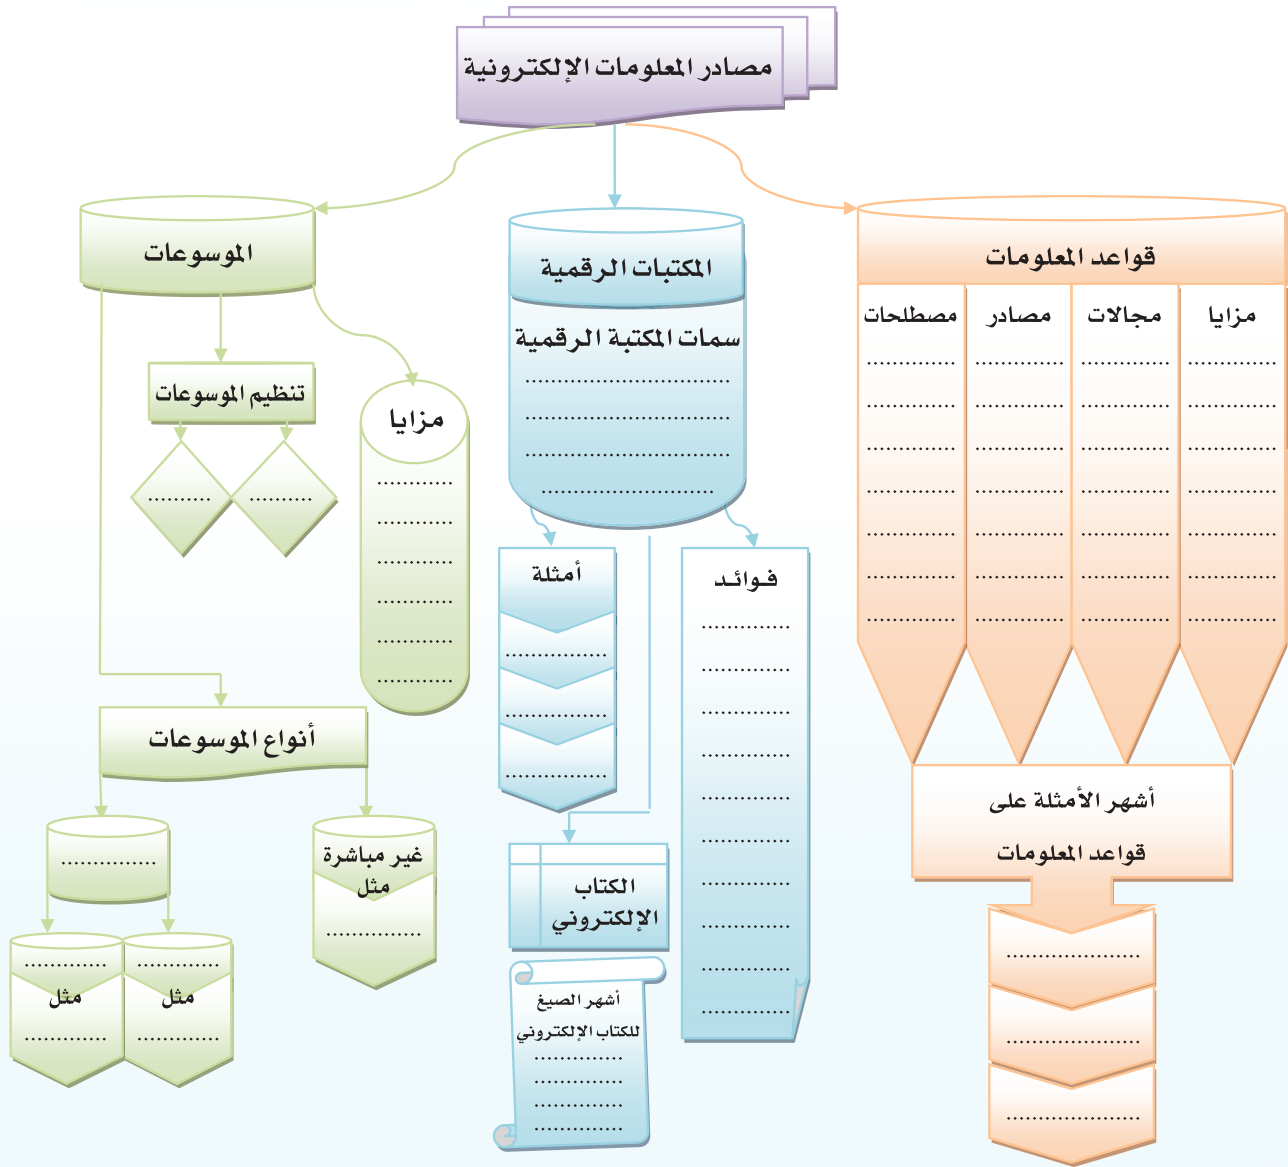 مصادر المعلومات الإلكترونية
قواعد المعلومات
مزايا
مجالات
مصادر
مصطلحات
أشهر الأمثلة على
قواعد المعلومات
المكتبات الرقمية
سمات المكتبة الرقمية
فوائد
أمثلة
الكتاب
الإلكتروني
أشهر الصيغ
للكتاب الإلكتروني
الموسوعات
مزايا
تنظيم الموسوعات
أنواع الموسوعات
غير مباشرة
مثل
مثل
مثل